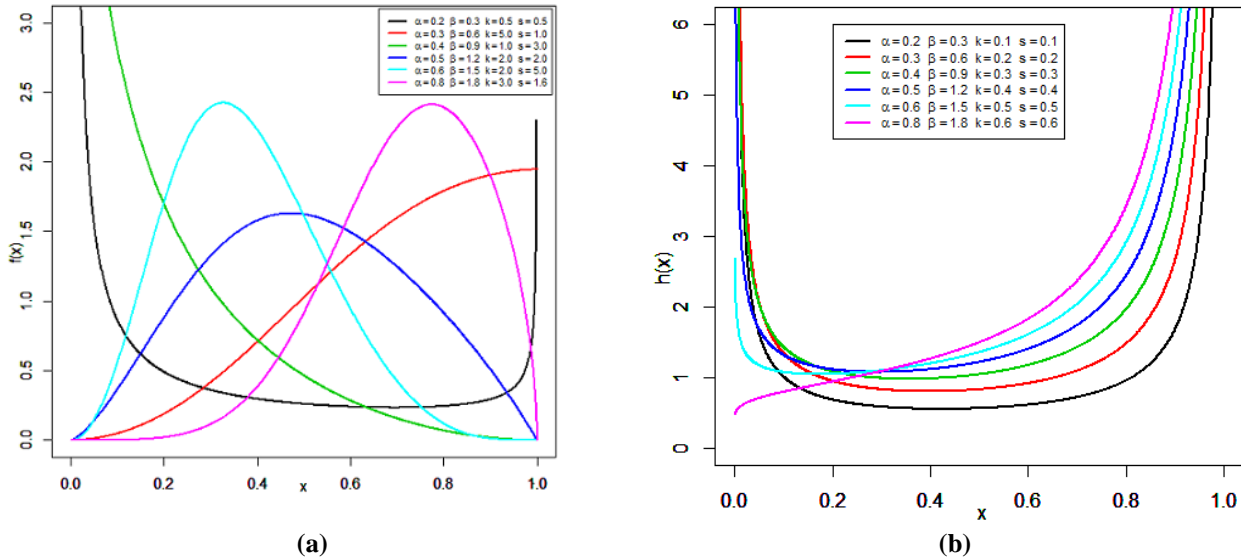 3.0
2.5
2.0
1.5
1.0
0.5
0.0
f(x)
α=0.2 β=0.3 k=0.5 s=0.5
α=0.3 β=0.6 k=5.0 s=1.0
α=0.4 β=0.9 k=1.0 s=3.0
α=0.5 β=1.2 k=2.0 s=2.0
α=0.6 β=1.5 k=2.0 s=5.0
α=0.8 β=1.8 k=3.0 s=1.6
0.0 0.2 0.4 0.6 0.8 1.0
x
(a)
6
5
4
3
2
1
0
h(x)
α=0.2 β=0.3 k=0.1 s=0.1
α=0.3 β=0.6 k=0.2 s=0.2
α=0.4 β=0.9 k=0.3 s=0.3
α=0.5 β=1.2 k=0.4 s=0.4
α=0.6 β=1.5 k=0.5 s=0.5
α=0.8 β=1.8 k=0.6 s=0.6
0.0 0.2 0.4 0.6 0.8 1.0
x
(b)